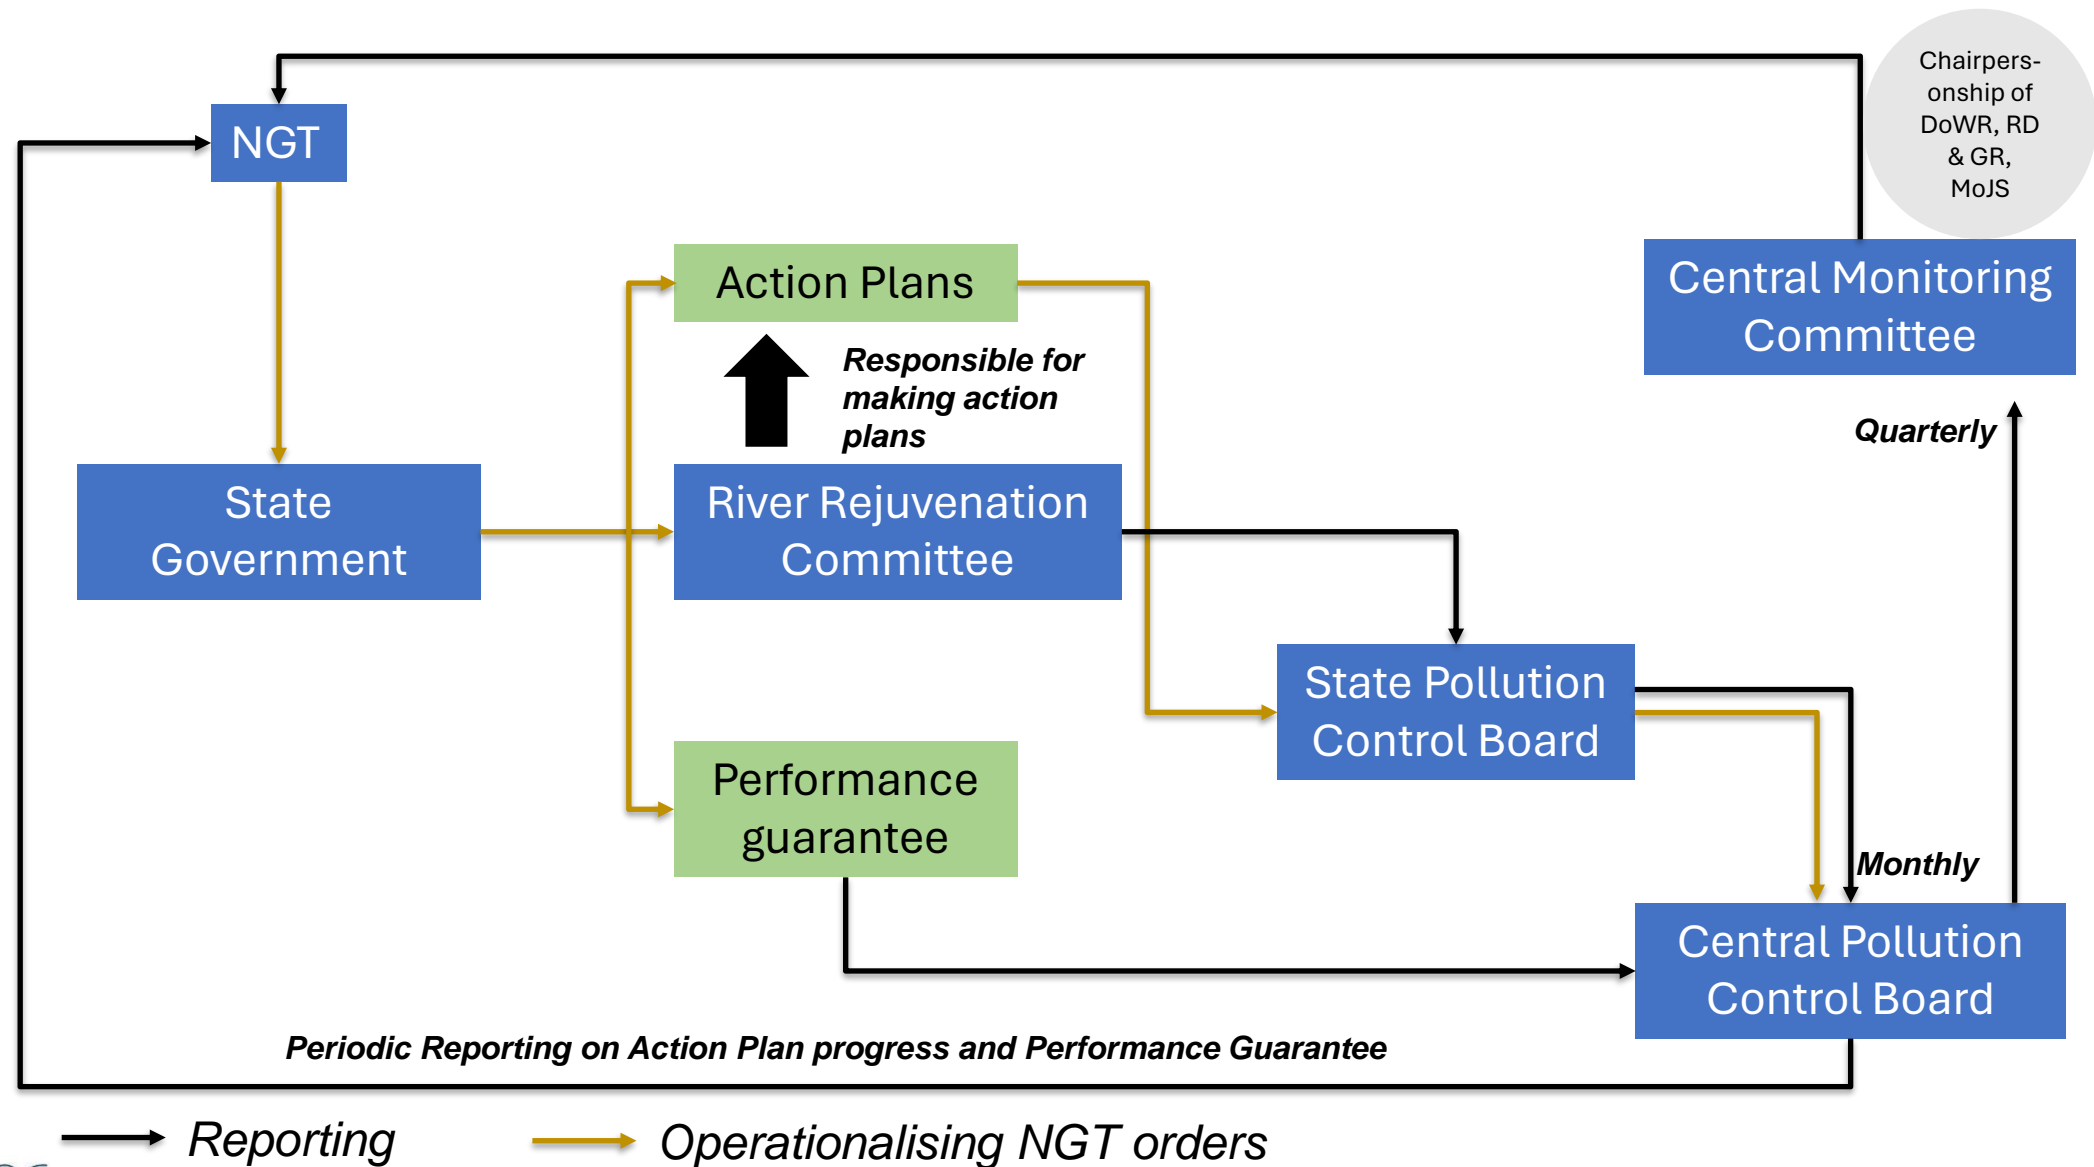 Chairpers-
onship of
DoWR, RD
& GR,
MoJS
NGT
Action Plans
Central Monitoring
Committee
Responsible for
making action
plans
Quarterly
State
Government
River Rejuvenation
Committee
State Pollution
Control Board
Performance
guarantee
Monthly
Central Pollution
Control Board
Periodic Reporting on Action Plan progress and Performance Guarantee
Reporting
Operationalising NGT orders